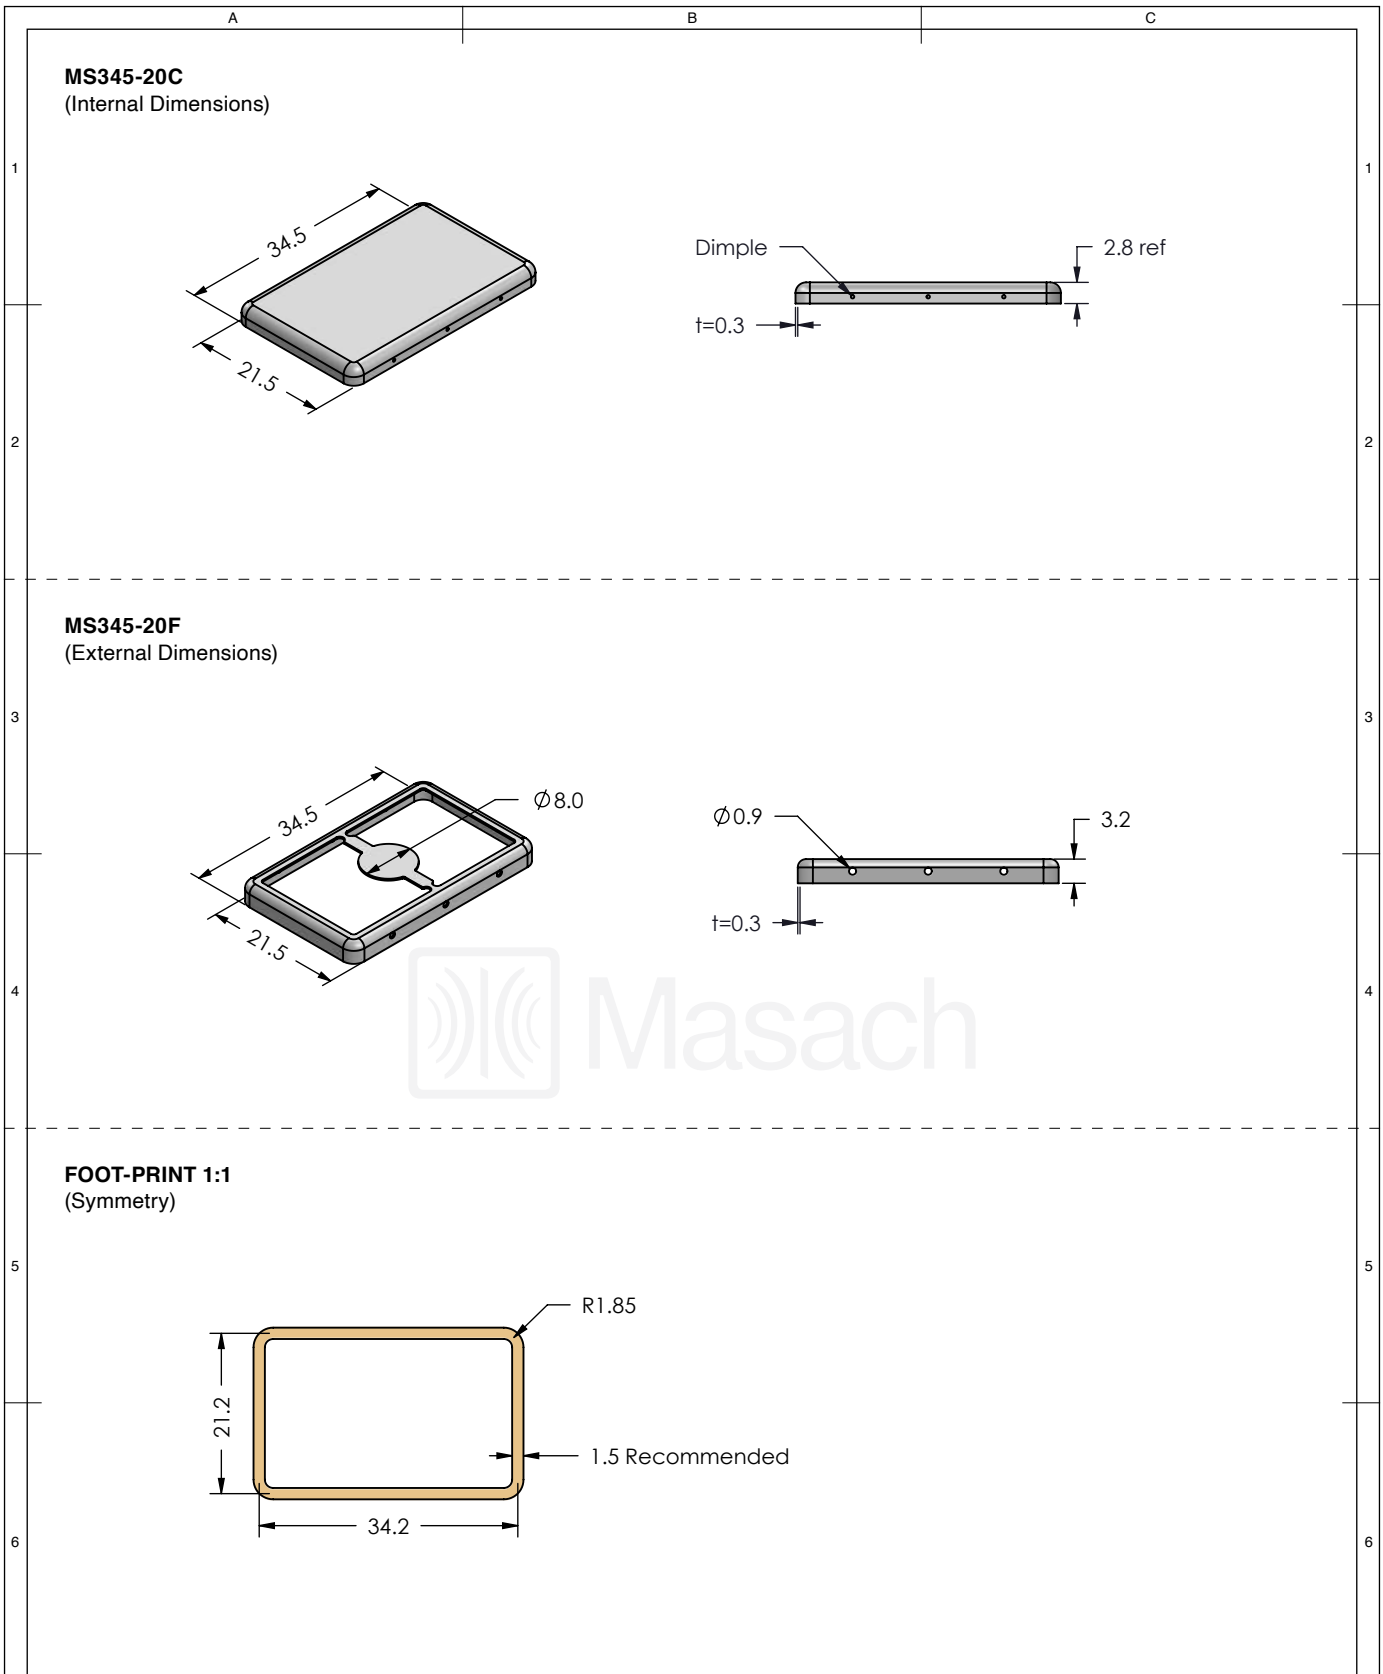 A B C
MS345-20C
(Internal Dimensions)
1 1
34.5
21.5
Dimple
2.8 ref
t=0.3
2 2
MS345-20F
(External Dimensions)
3 3
34.5
Ø8.0
21.5
Ø0.9
3.2
t=0.3
Masach
4 4
FOOT-PRINT 1:1
(Symmetry)
5 5
R1.85
21.2
1.5 Recommended
34.2
6 6